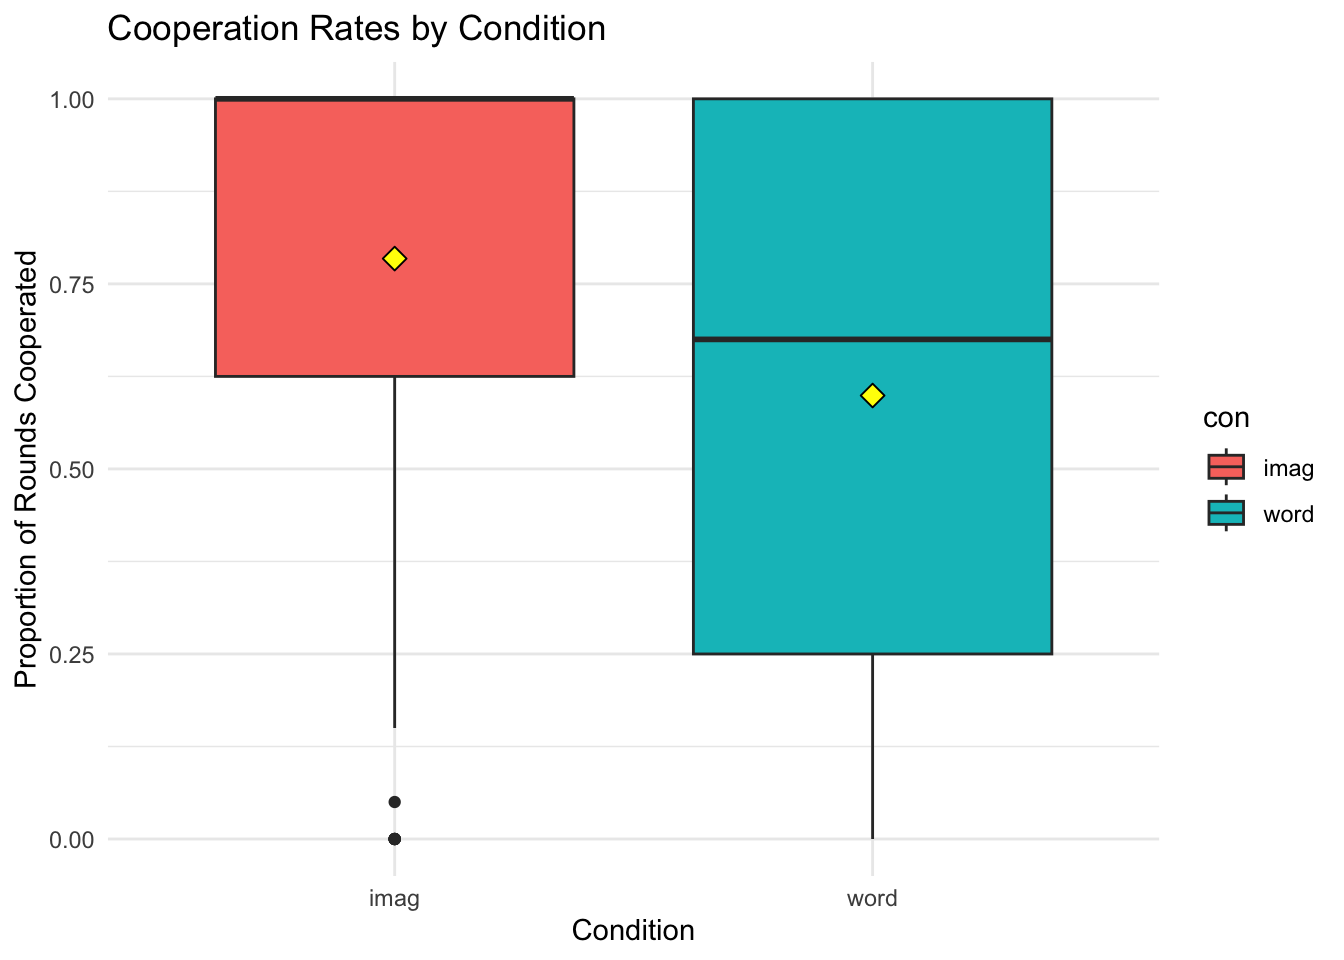 Cooperation Rates by Condition
Proportion of Rounds Cooperated
1.00
0.75
0.50
0.25
0.00
imag
word
Condition
con
imag
word